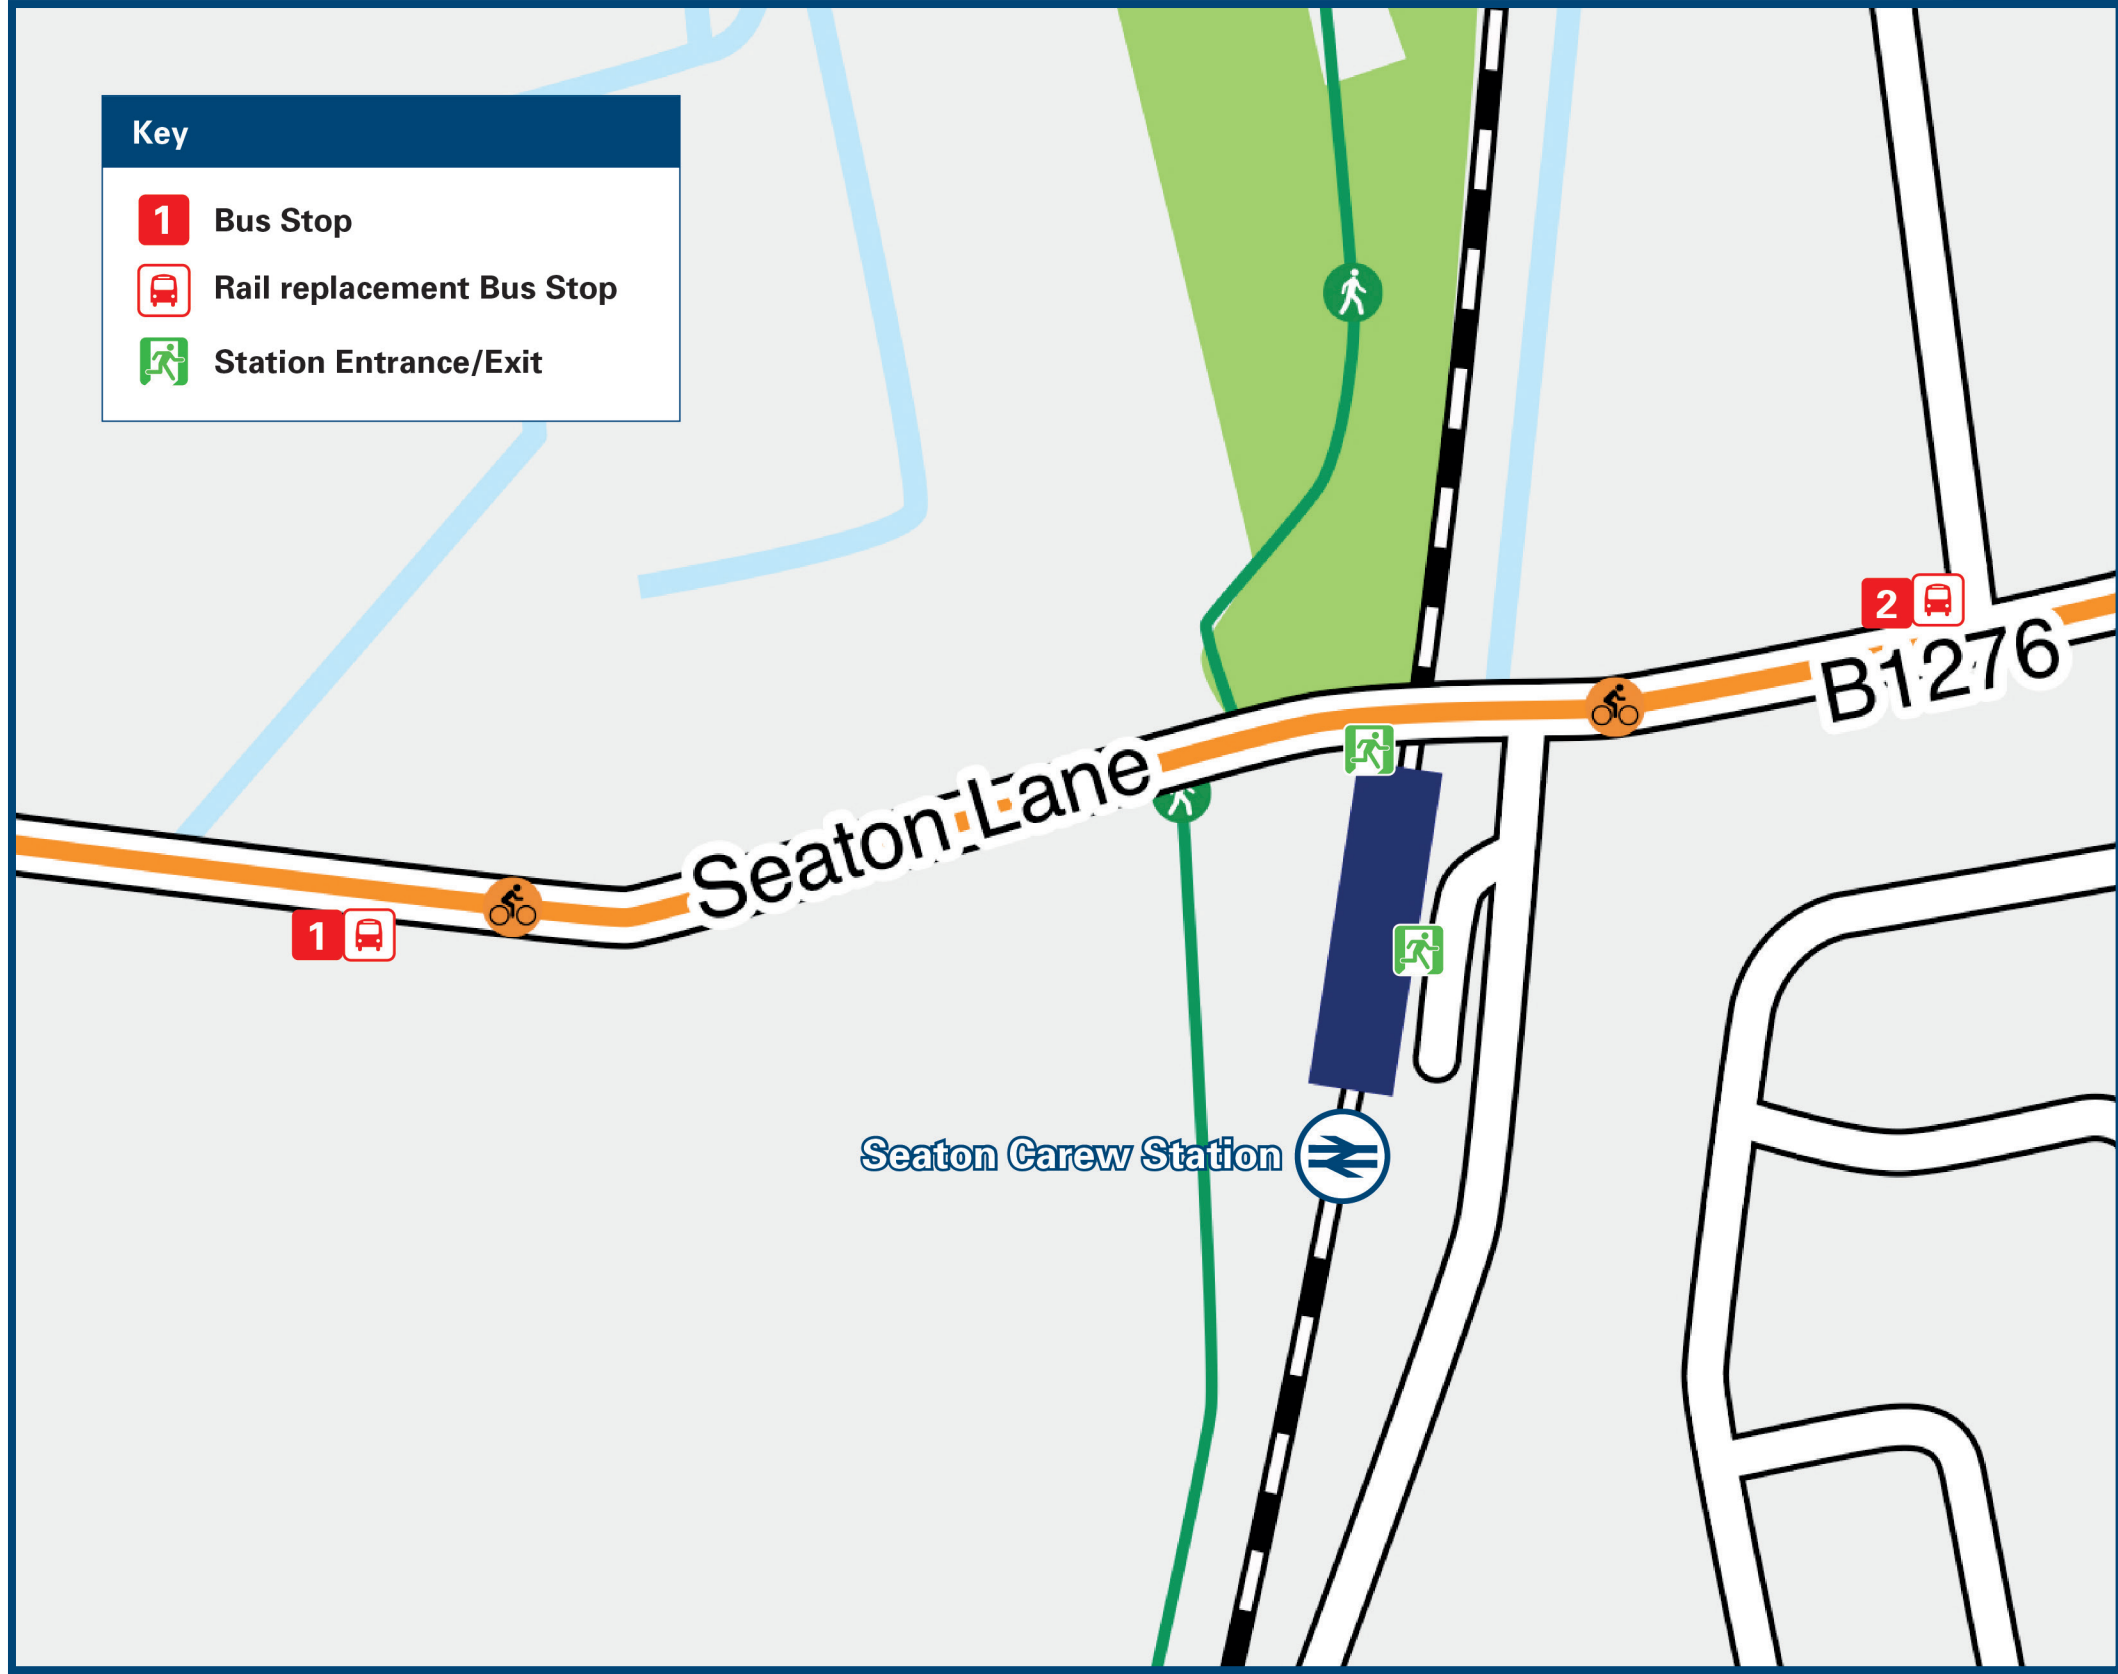 Key
1 Bus Stop
Rail replacement Bus Stop
Station Entrance/Exit
2
B1276
Seaton Lane
1
Seaton Carew Station